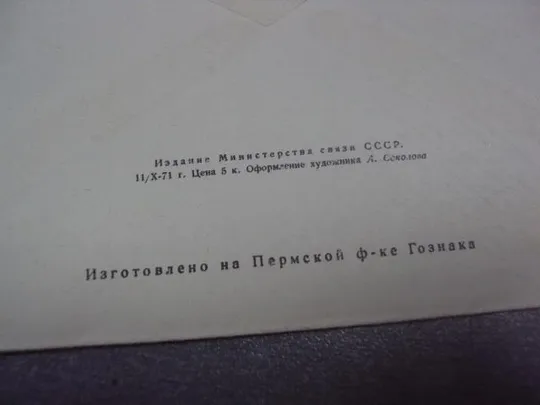 Издание Министерства связи СССР.
11/X-71 г. Цена 5 к. Оформление художника А. Соколова
Изготовлено на Пермской ф-ке Гознака